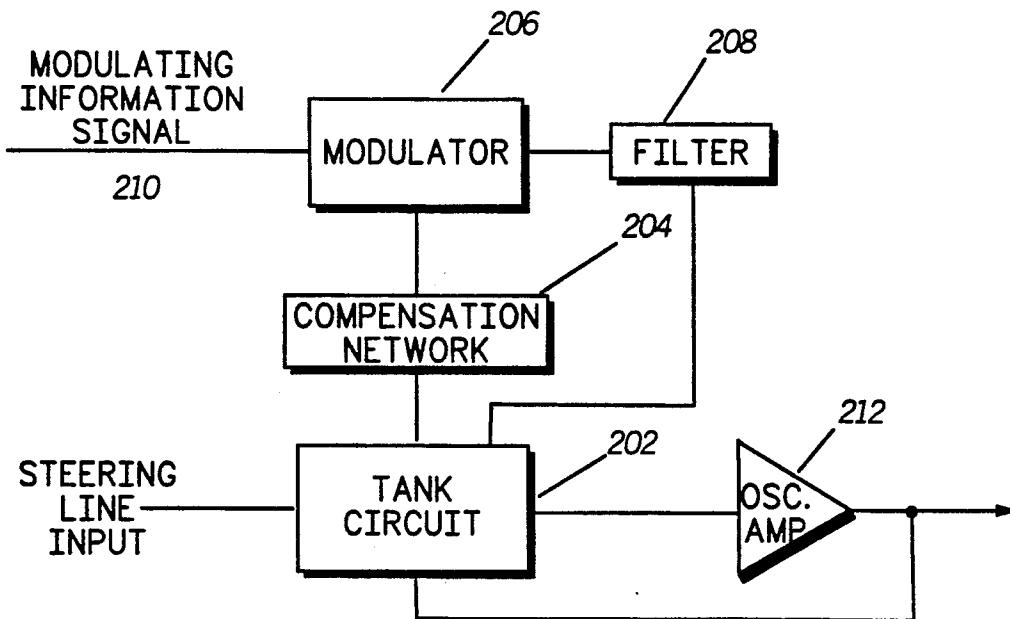 206
208
MODULATING
INFORMATION
SIGNAL
MODULATOR
FILTER
210
204
COMPENSATION
NETWORK
212
202
STEERING
LINE
INPUT
TANK
CIRCUIT
OSC.
AMP